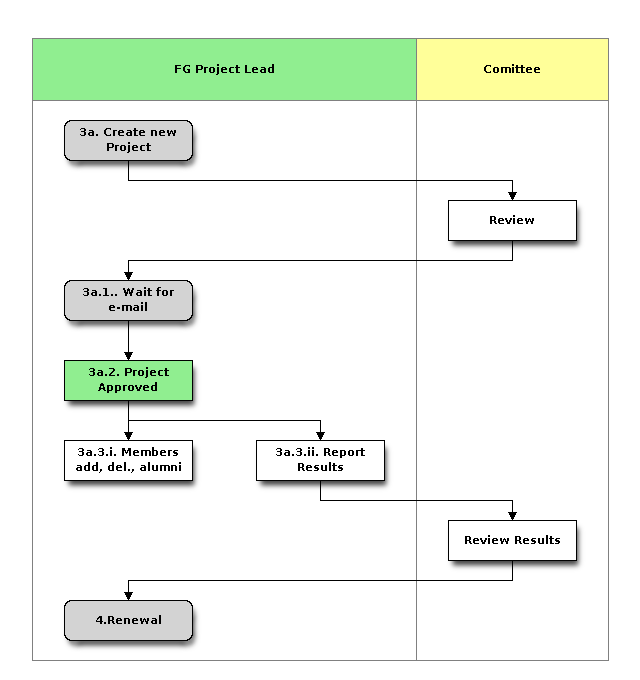 FG Project Lead
Comittee
3a. Create new
Project
Review
3a.1.. Wait for
e-mail
3a.2. Project
Approved
3a.3.i. Members
add, del., alumni
3a.3.ii. Report
Results
Review Results
4.Renewal